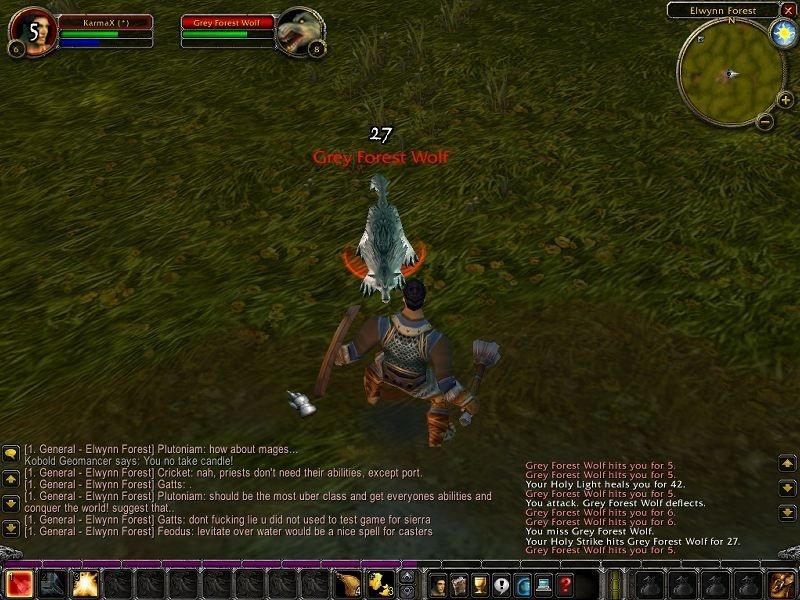 Elwynn Forest
N
5
KarmaX (*)
6
Grey Forest Wolf
8
27
Grey Forest Wolf
[1. General - Elwynn Forest] Plutoniam: how about mages...
Kobold Geomancer says: You no take candle!
[1. General - Elwynn Forest] Cricket: nah, priests don't need their abilities, except port.
[1. General - Elwynn Forest] Gatts: .
[1. General - Elwynn Forest] Plutoniam: should be the most uber class and get everyones abilities and
conquer the world! suggest that..
[1. General - Elwynn Forest] Gatts: dont fucking lie u did not used to test game for sierra
[1. General - Elwynn Forest] Feodus: levitate over water would be a nice spell for casters
Grey Forest Wolf hits you for 5.
Grey Forest Wolf hits you for 5.
Your Holy Light heals you for 42.
Grey Forest Wolf hits you for 5.
You attack. Grey Forest Wolf deflects.
Grey Forest Wolf hits you for 6.
Grey Forest Wolf hits you for 6.
You miss Grey Forest Wolf.
Your Holy Strike hits Grey Forest Wolf for 27.
Grey Forest Wolf hits you for 5.
4
3